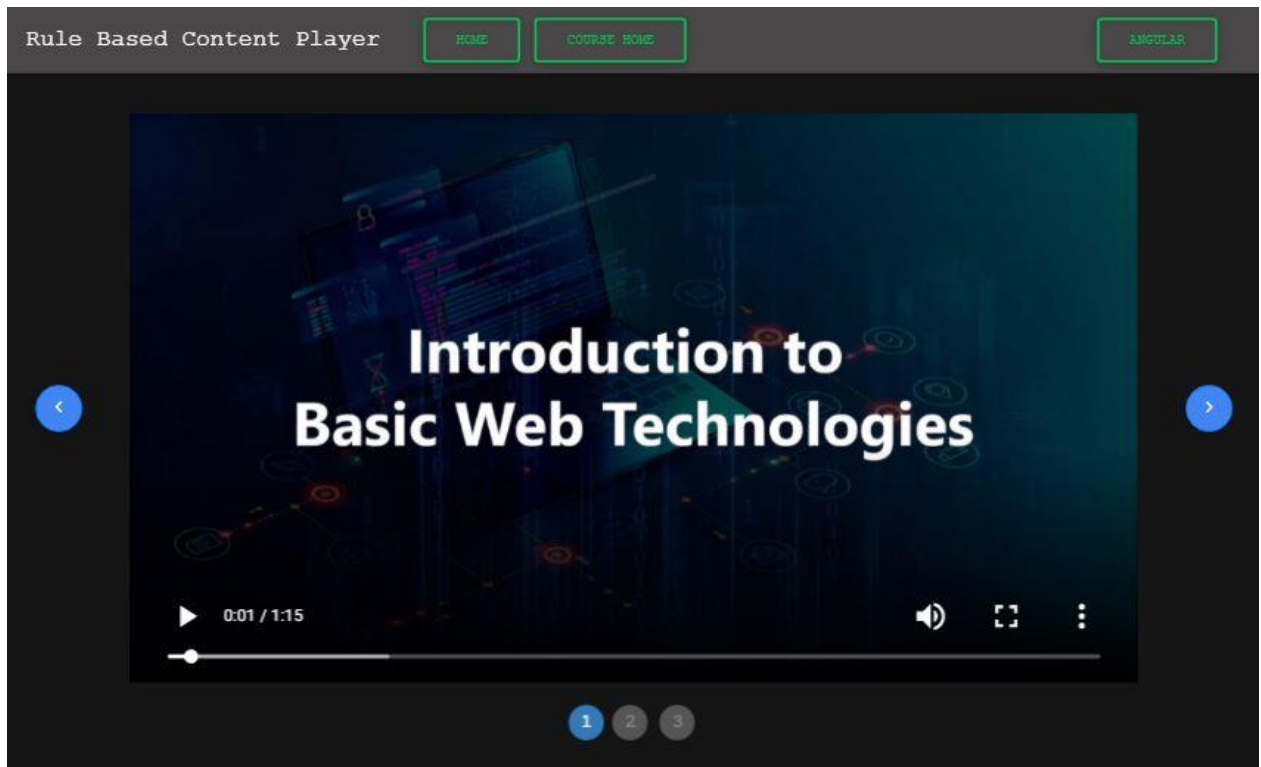 Rule Based Content Player
HOME
COURSE HOME
ANGULAR
Introduction to
Basic Web Technologies
0:01 / 1:15
1
2
3